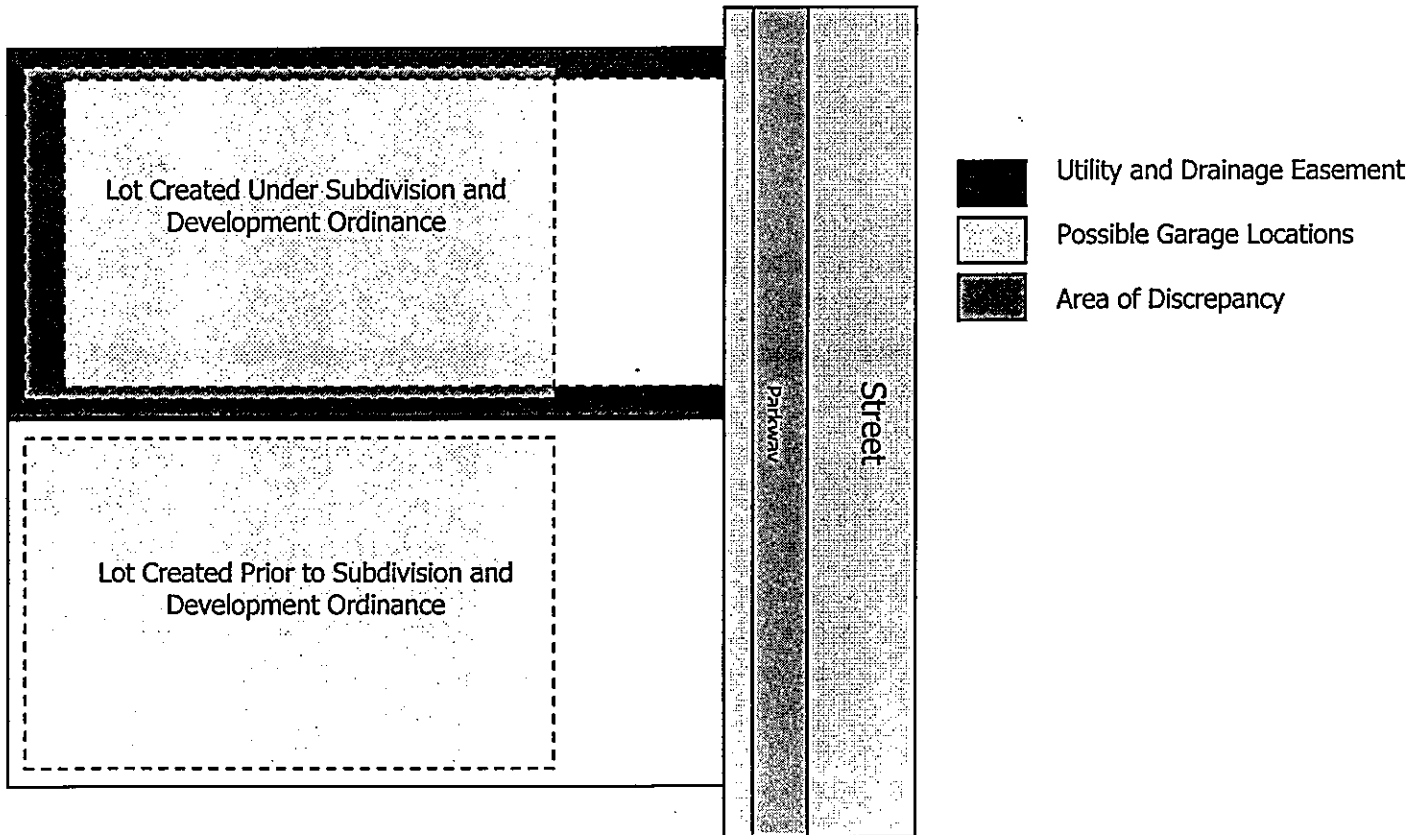 Lot Created Under Subdivision and
Development Ordinance
Lot Created Prior to Subdivision and
Development Ordinance
Parkway
Street
Utility and Drainage Easement
Possible Garage Locations
Area of Discrepancy